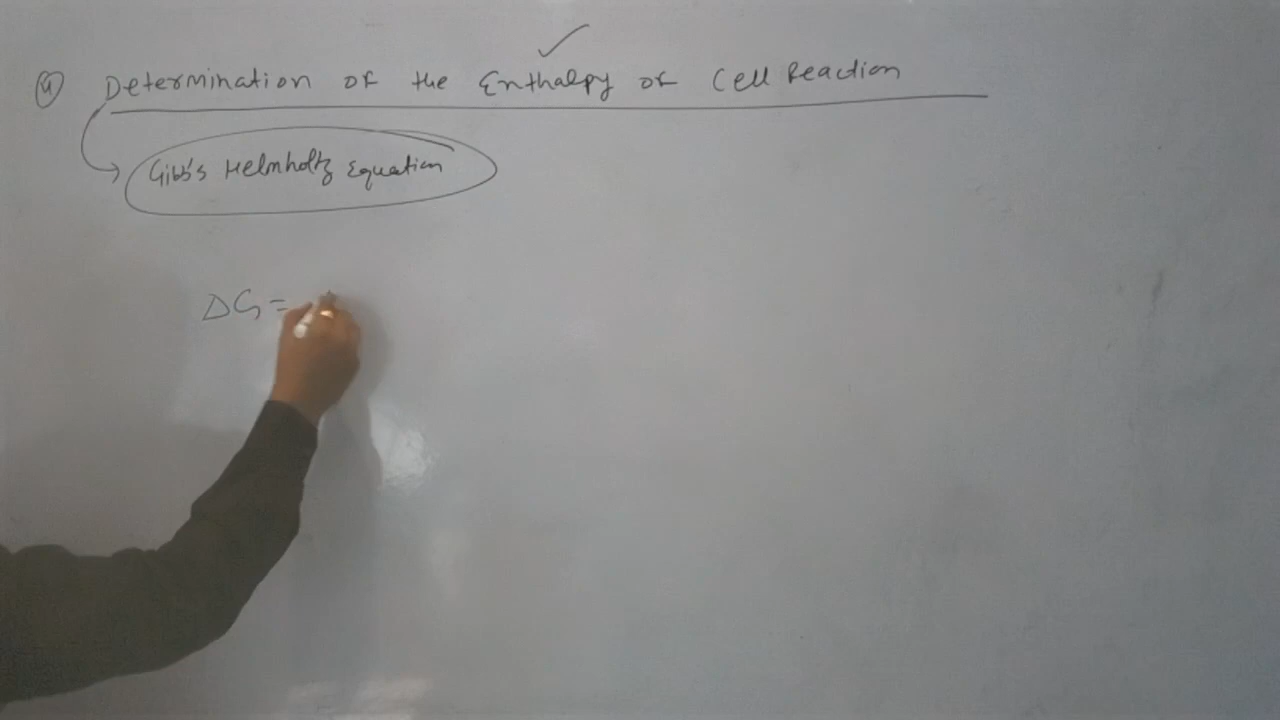 ④ Determination of the Enthalpy of Cell Reaction
Gibb's Helmholtz Equation
ΔG =